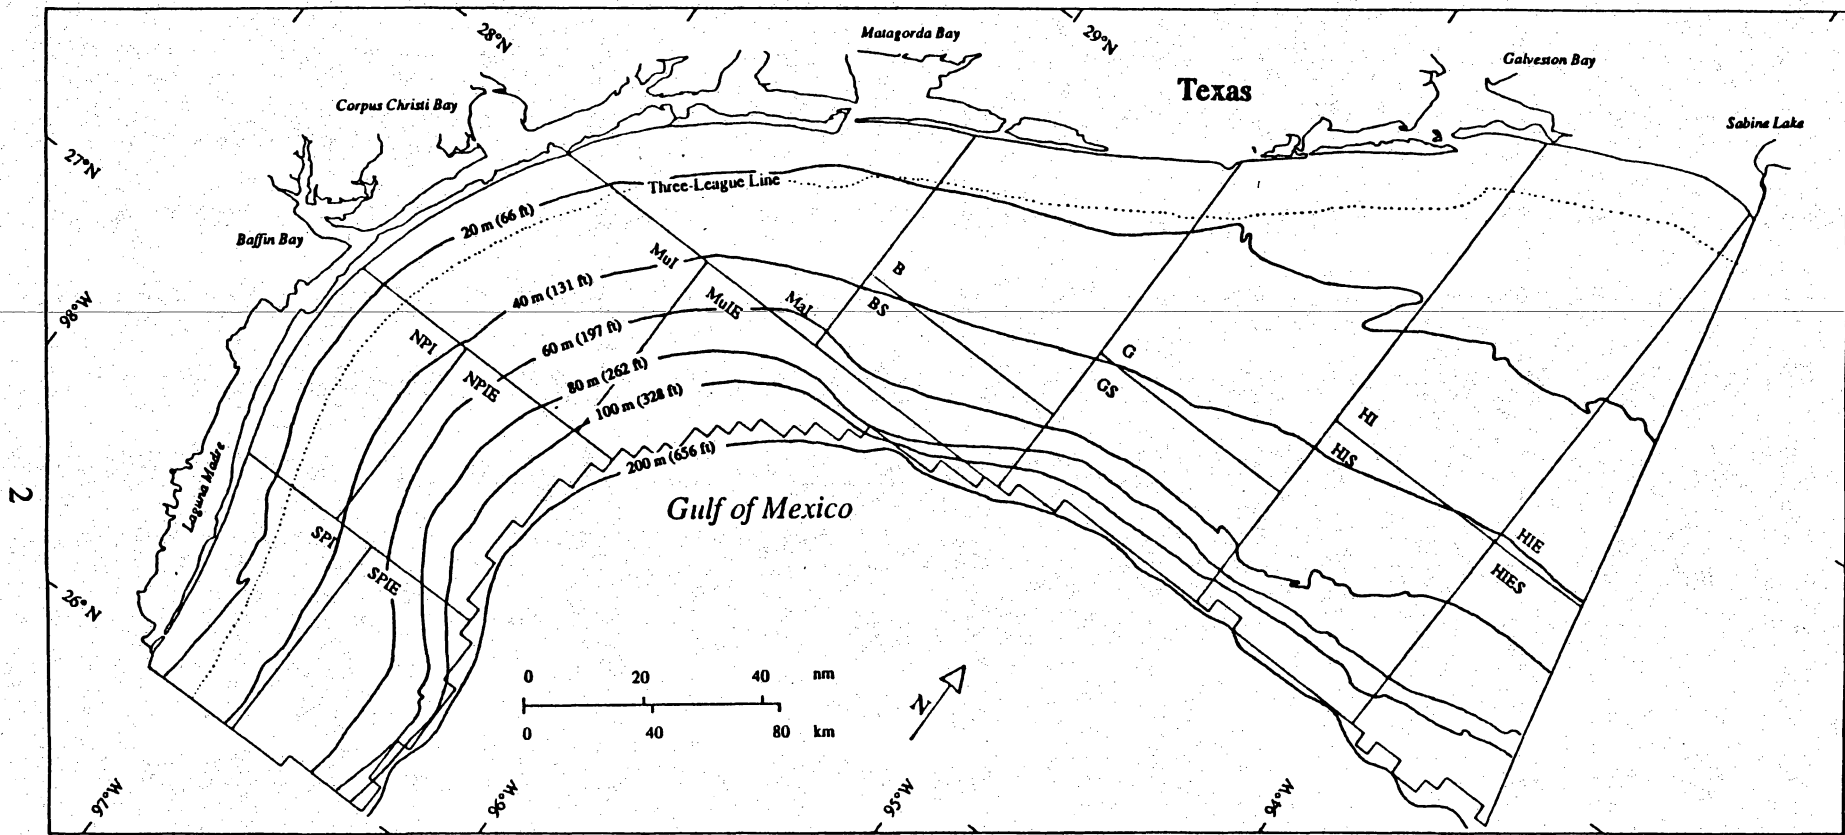 28°N
Matagorda Bay
29°N
Galveston Bay
Texas
Corpus Christi Bay
Sabine Lake
27°N
Three-League Line
20 m (66 ft)
Baffin Bay
MuI
B
40 m (131 ft)
MuIE
MaI
BS
98°W
60 m (197 ft)
NPI
G
80 m (262 ft)
NPIE
GS
100 m (328 ft)
HI
200 m (656 ft)
HIS
Laguna Madre
2
Gulf of Mexico
SPI
HIE
SPIE
HIES
26°N
0 20 40 nm
N
0 40 80 km
97°W
96°W
95°W
94°W